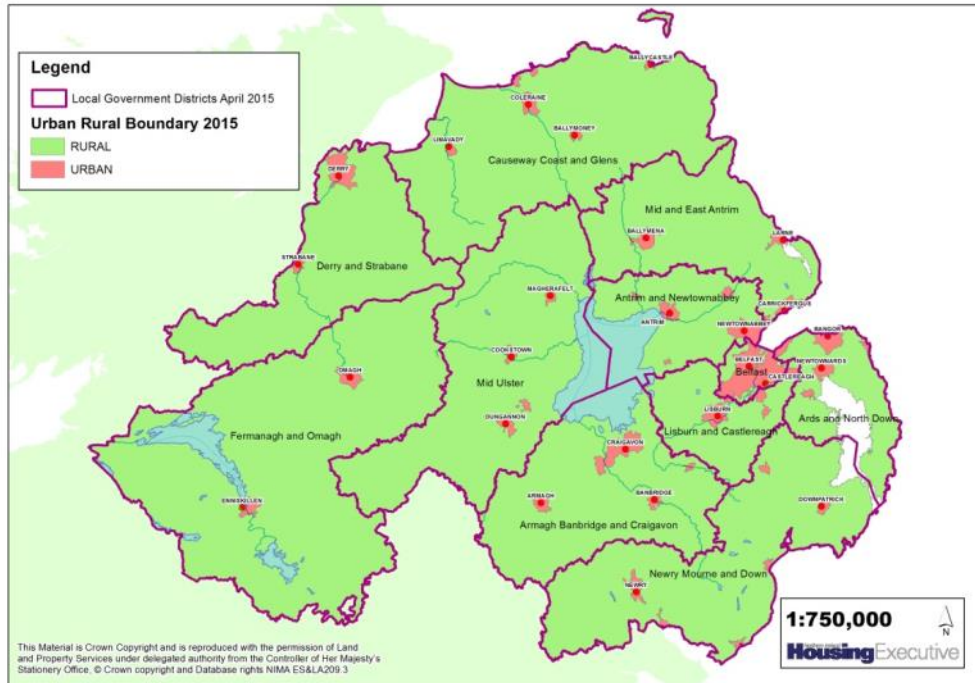 Legend
Local Government Districts April 2015
Urban Rural Boundary 2015
RURAL
URBAN
BALLYCASTLE
COLERAINE
BALLYMONEY
LIMAVADY
Causeway Coast and Glens
DERRY
Mid and East Antrim
BALLYMENA
LARNE
STRABANE
Derry and Strabane
MAGHERAFELT
Antrim and Newtownabbey
CARRICKFERGUS
ANTRIM
NEWTOWNABBEY
BANGOR
COOKSTOWN
BELFAST
NEWTOWNARDS
Belfast
OMAGH
Mid Ulster
CASTLEREAGH
LISBURN
Ards and North Down
DUNGANNON
Lisburn and Castlereagh
Fermanagh and Omagh
CRAIGAVON
ENNISKILLEN
ARMAGH
BANBRIDGE
DOWNPATRICK
Armagh Banbridge and Craigavon
Newry Mourne and Down
NEWRY
1:750,000
N
Housing Executive
This Material is Crown Copyright and is reproduced with the permission of Land
and Property Services under delegated authority from the Controller of Her Majesty's
Stationery Office, © Crown copyright and Database rights NIMA ES&LA209.3